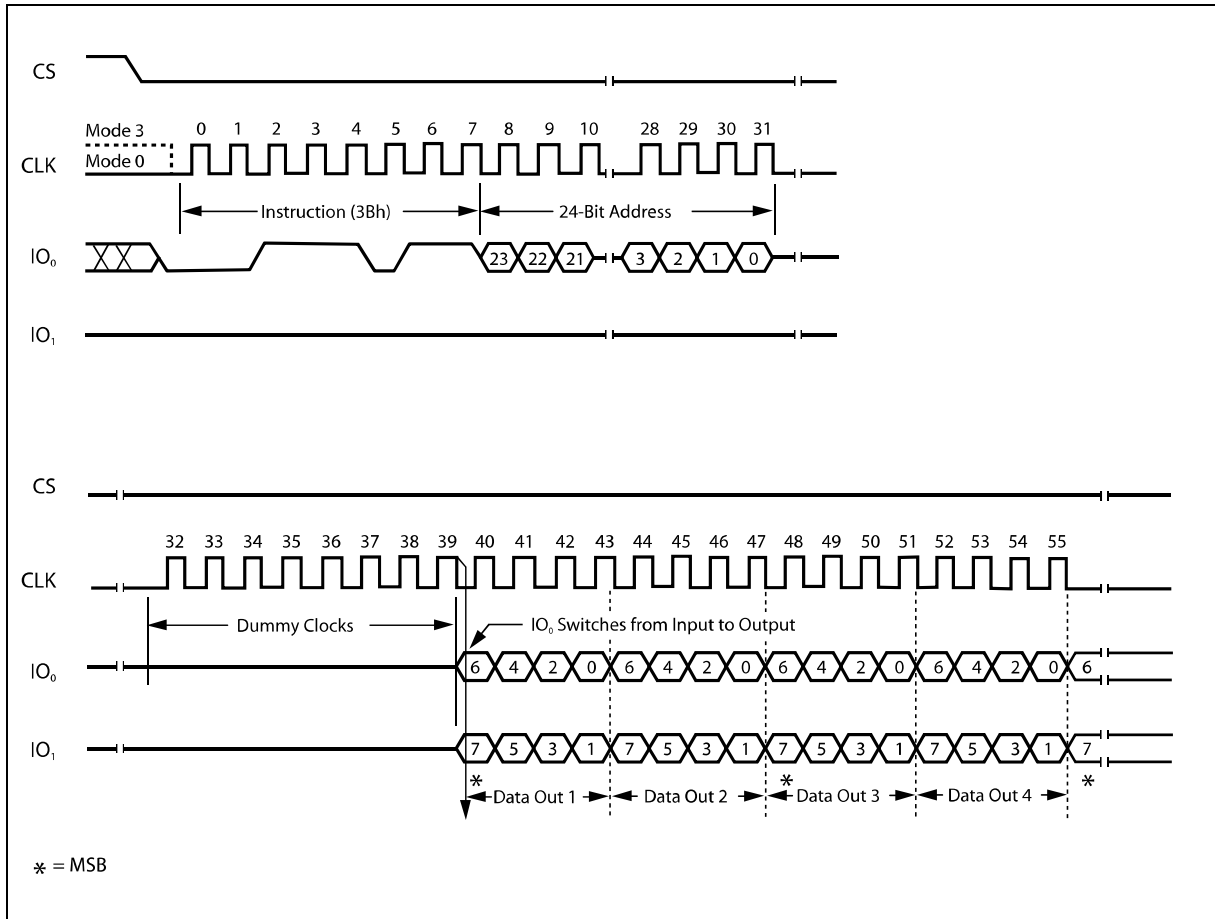 CS
Mode 3
0 1 2 3 4 5 6 7 8 9 10 28 29 30 31
CLK
Mode 0
Instruction (3Bh) 24-Bit Address
IO₀ 23 22 21 3 2 1 0
IO₁
CS
32 33 34 35 36 37 38 39 40 41 42 43 44 45 46 47 48 49 50 51 52 53 54 55
CLK
Dummy Clocks IO₀ Switches from Input to Output
IO₀ 6 4 2 0 6 4 2 0 6 4 2 0 6 4 2 0 6
IO₁ 7 5 3 1 7 5 3 1 7 5 3 1 7 5 3 1 7
* * *
Data Out 1 Data Out 2 Data Out 3 Data Out 4
* = MSB